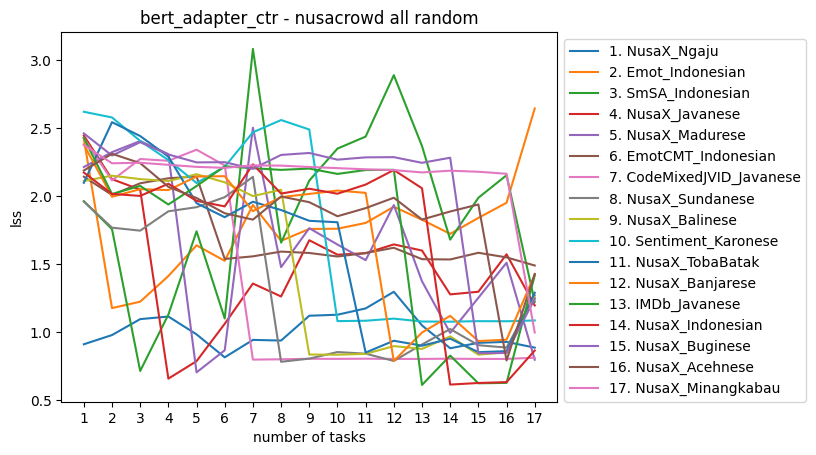 bert_adapter_ctr - nusacrowd all random
3.0
2.5
2.0
1.5
1.0
0.5
lss
1 2 3 4 5 6 7 8 9 10 11 12 13 14 15 16 17
number of tasks
1. NusaX_Ngaju
2. Emot_Indonesian
3. SmSA_Indonesian
4. NusaX_Javanese
5. NusaX_Madurese
6. EmotCMT_Indonesian
7. CodeMixedJVID_Javanese
8. NusaX_Sundanese
9. NusaX_Balinese
10. Sentiment_Karonese
11. NusaX_TobaBatak
12. NusaX_Banjarese
13. IMDb_Javanese
14. NusaX_Indonesian
15. NusaX_Buginese
16. NusaX_Acehnese
17. NusaX_Minangkabau